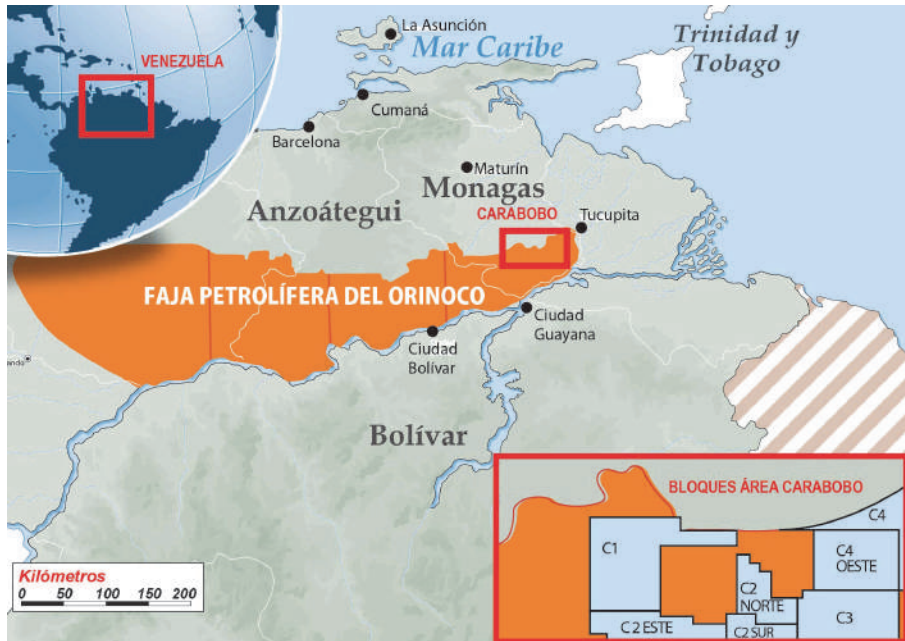 VENEZUELA
La Asunción
Mar Caribe
Trinidad y
Tobago
Cumaná
Barcelona
Maturín
Monagas
Anzoátegui
CARABOBO
Tucupita
FAJA PETROLÍFERA DEL ORINOCO
Ciudad
Guayana
Ciudad
Bolívar
Bolívar
Kilómetros
0 50 100 150 200
BLOQUES ÁREA CARABOBO
C4
C1
C4
OESTE
C2
NORTE
C3
C2 ESTE
C2 SUR